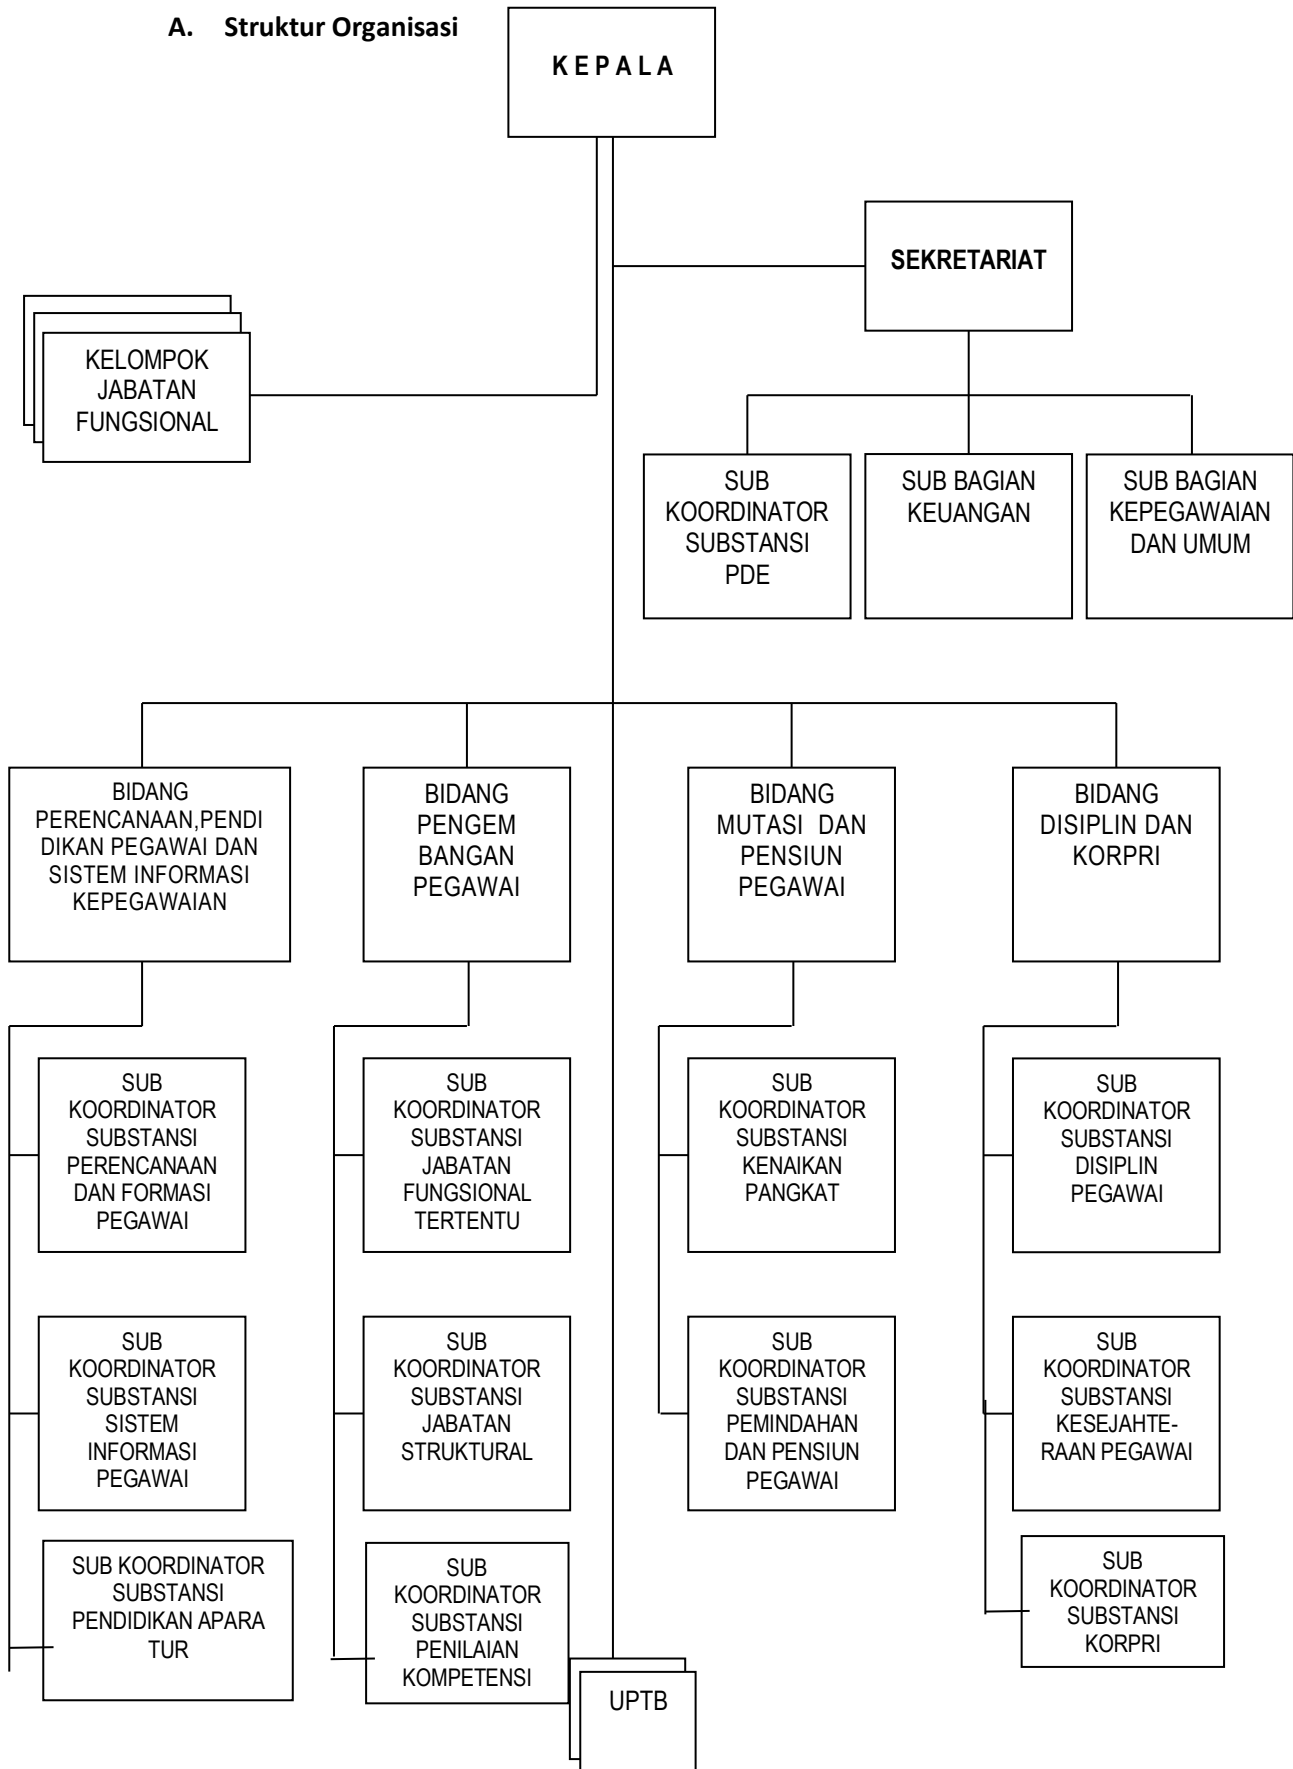 A. Struktur Organisasi
K E P A L A
SEKRETARIAT
KELOMPOK
JABATAN
FUNGSIONAL
SUB
KOORDINATOR
SUBSTANSI
PDE
SUB BAGIAN
KEUANGAN
SUB BAGIAN
KEPEGAWAIAN
DAN UMUM
BIDANG
PERENCANAAN,PENDI
DIKAN PEGAWAI DAN
SISTEM INFORMASI
KEPEGAWAIAN
BIDANG
PENGEM
BANGAN
PEGAWAI
BIDANG
MUTASI DAN
PENSIUN
PEGAWAI
BIDANG
DISIPLIN DAN
KORPRI
SUB
KOORDINATOR
SUBSTANSI
PERENCANAAN
DAN FORMASI
PEGAWAI
SUB
KOORDINATOR
SUBSTANSI
JABATAN
FUNGSIONAL
TERTENTU
SUB
KOORDINATOR
SUBSTANSI
KENAIKAN
PANGKAT
SUB
KOORDINATOR
SUBSTANSI
DISIPLIN
PEGAWAI
SUB
KOORDINATOR
SUBSTANSI
SISTEM
INFORMASI
PEGAWAI
SUB
KOORDINATOR
SUBSTANSI
JABATAN
STRUKTURAL
SUB
KOORDINATOR
SUBSTANSI
PEMINDAHAN
DAN PENSIUN
PEGAWAI
SUB
KOORDINATOR
SUBSTANSI
KESEJAHTE-
RAAN PEGAWAI
SUB KOORDINATOR
SUBSTANSI
PENDIDIKAN APARA
TUR
SUB
KOORDINATOR
SUBSTANSI
PENILAIAN
KOMPETENSI
UPTB
SUB
KOORDINATOR
SUBSTANSI
KORPRI